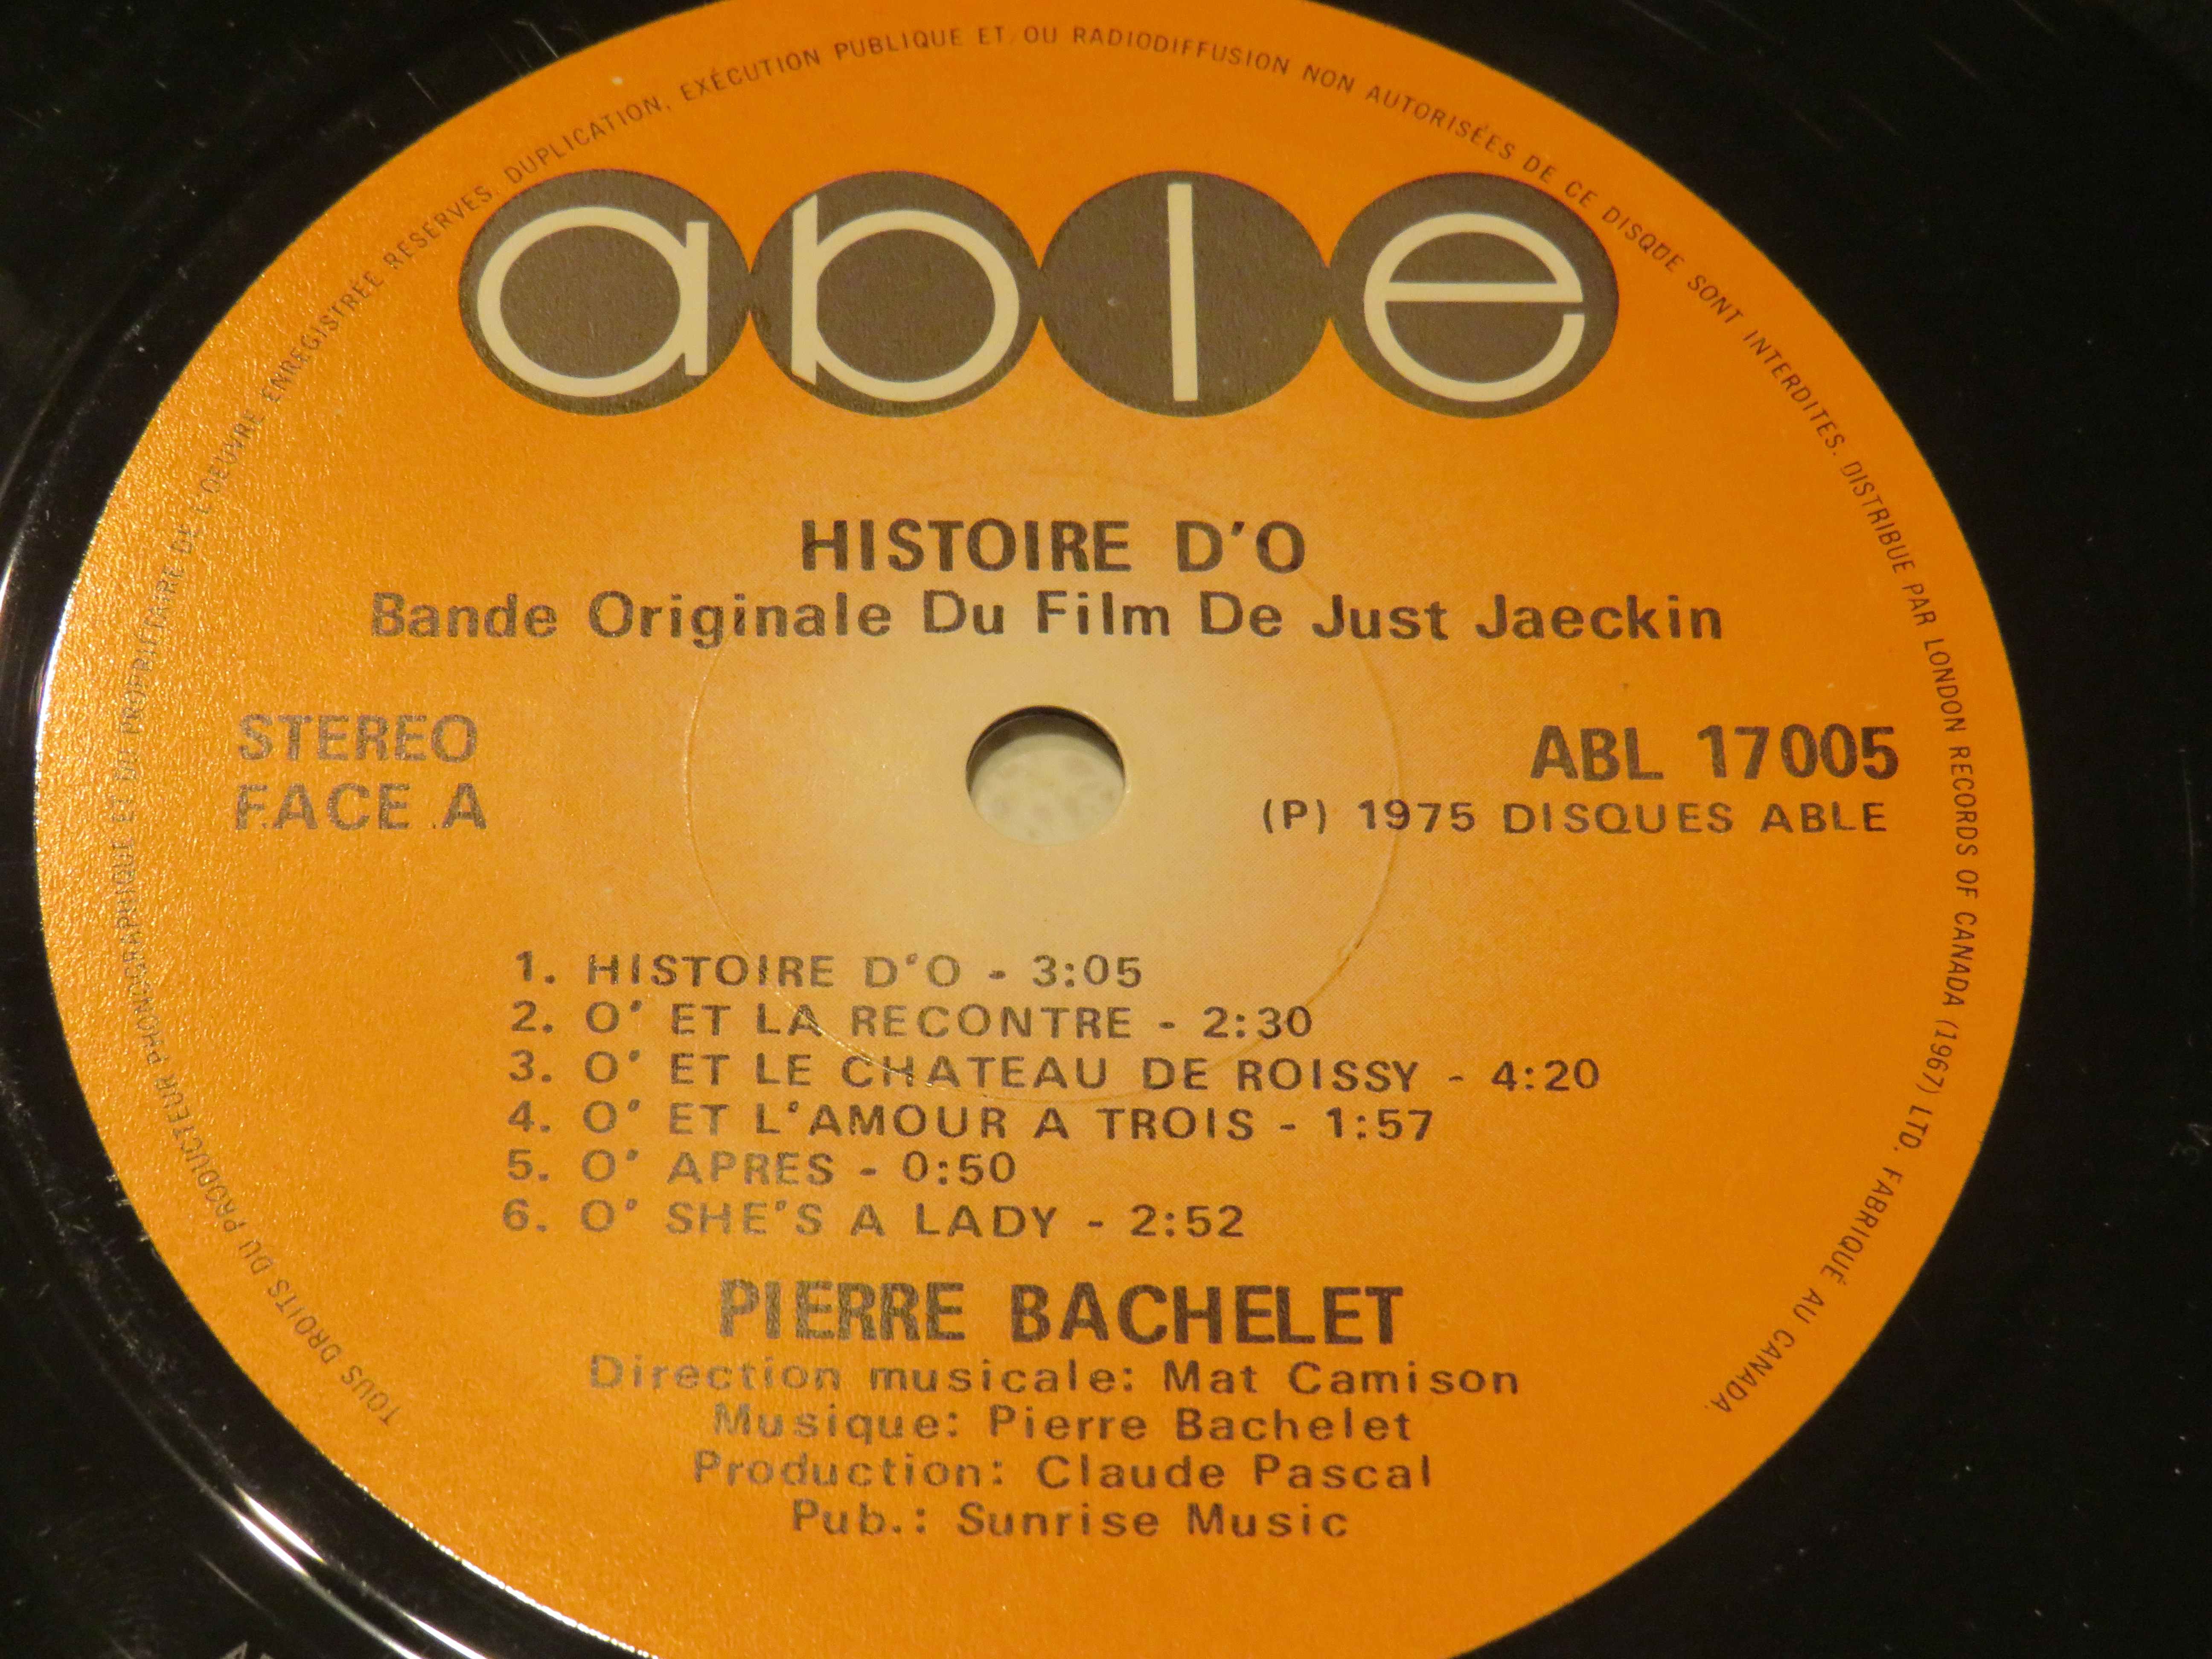 TOUS DROITS DU PRODUCTEUR PHONOGRAPHIQUE ET DU PROPRIÉTAIRE DE L'OEUVRE ENREGISTRÉE RESERVES. DUPLICATION, EXÉCUTION PUBLIQUE ET/OU RADIODIFFUSION NON AUTORISÉES DE CE DISQUE SONT INTERDITES. DISTRIBUE PAR LONDON RECORDS OF CANADA (1967) LTD. FABRIQUÉ AU CANADA.
able
HISTOIRE D'O
Bande Originale Du Film De Just Jaeckin
STEREO
FACE A
ABL 17005
(P) 1975 DISQUES ABLE
1. HISTOIRE D'O - 3:05
2. O' ET LA RECONTRE - 2:30
3. O' ET LE CHATEAU DE ROISSY - 4:20
4. O' ET L'AMOUR A TROIS - 1:57
5. O' APRES - 0:50
6. O' SHE'S A LADY - 2:52
PIERRE BACHELET
Direction musicale: Mat Camison
Musique: Pierre Bachelet
Production: Claude Pascal
Pub.: Sunrise Music